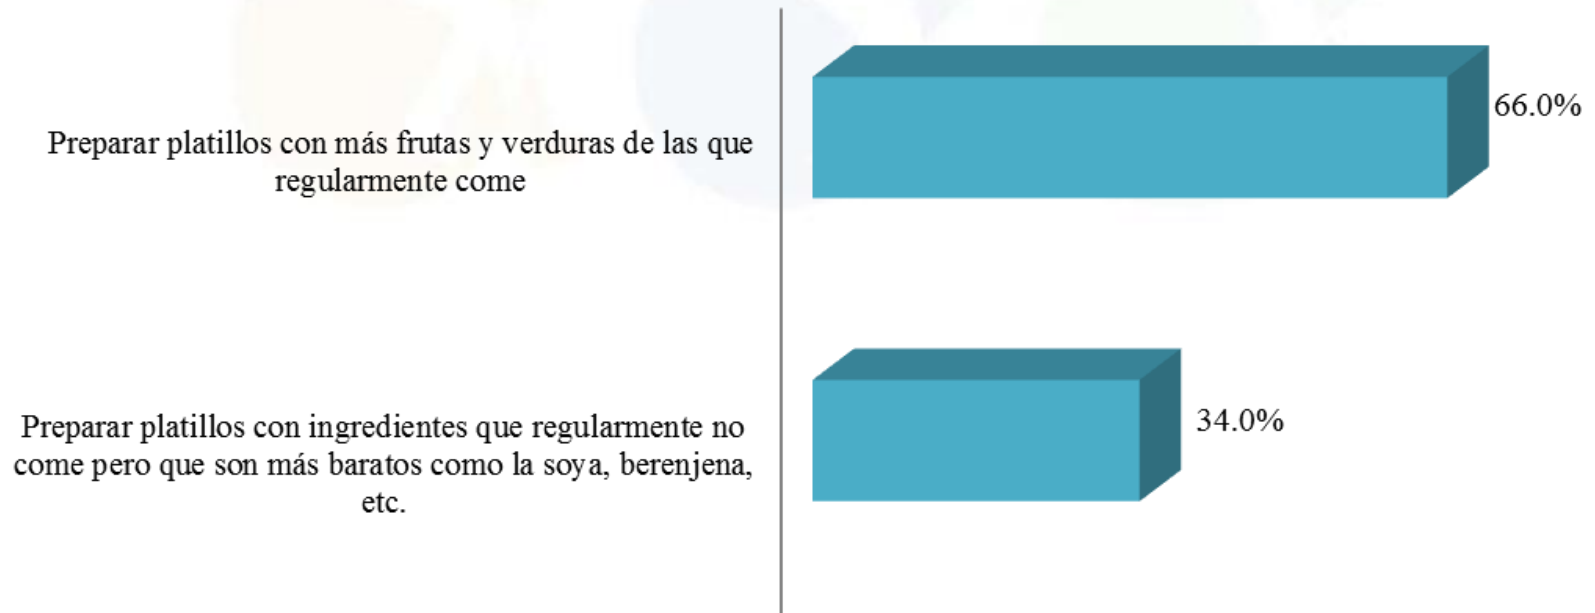 Preparar platillos con más frutas y verduras de las que
regularmente come
66.0%
Preparar platillos con ingredientes que regularmente no
come pero que son más baratos como la soya, berenjena,
etc.
34.0%